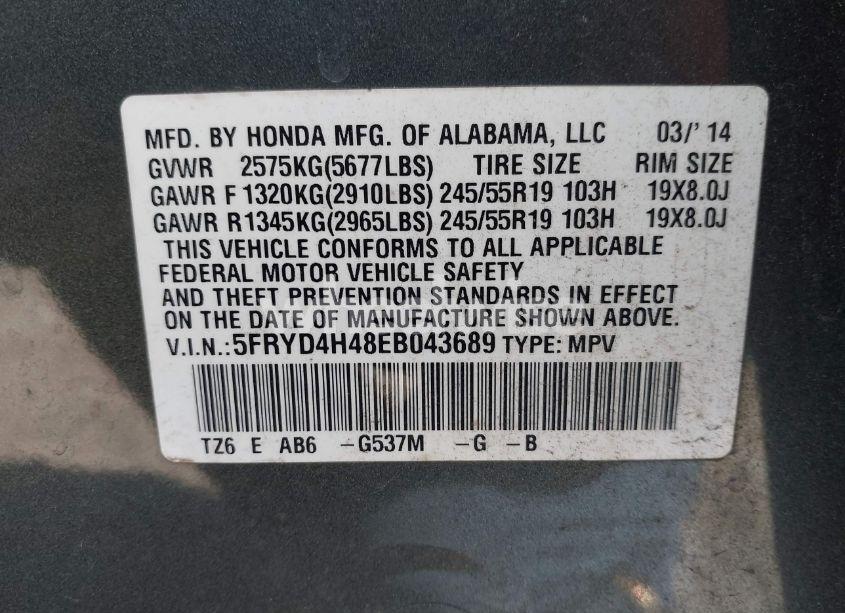 MFD. BY HONDA MFG. OF ALABAMA, LLC 03/'14
GVWR 2575KG(5677LBS) TIRE SIZE RIM SIZE
GAWR F 1320KG(2910LBS) 245/55R19 103H 19X8.0J
GAWR R 1345KG(2965LBS) 245/55R19 103H 19X8.0J
THIS VEHICLE CONFORMS TO ALL APPLICABLE
FEDERAL MOTOR VEHICLE SAFETY
AND THEFT PREVENTION STANDARDS IN EFFECT
ON THE DATE OF MANUFACTURE SHOWN ABOVE.
V.I.N.:5FRYD4H48EB043689 TYPE: MPV
TZ6 E AB6 -G537M -G -B